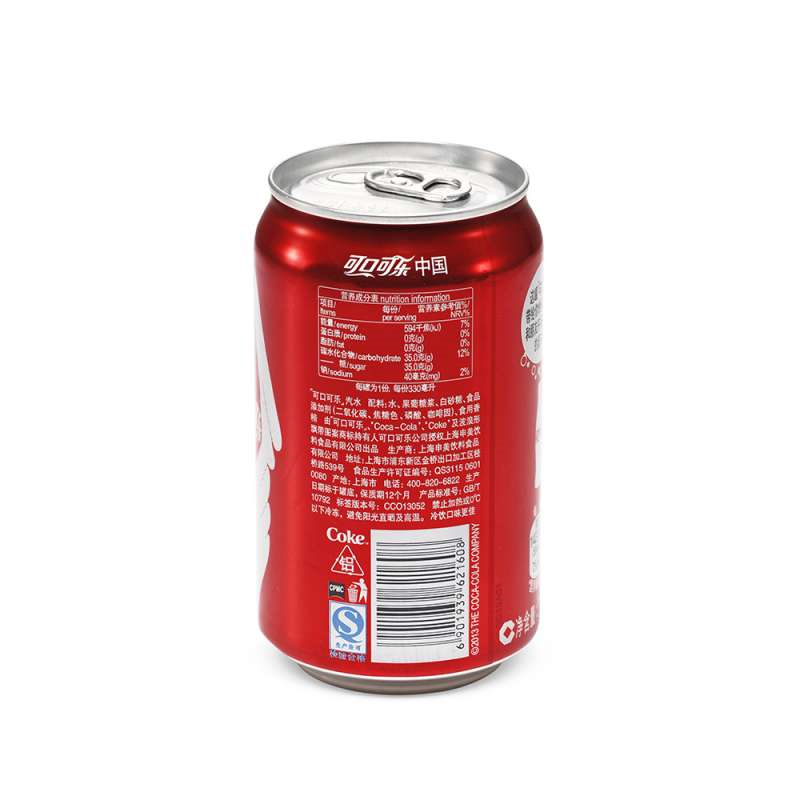 可口可乐 中国
营养成分表 nutrition information
项目/ 每份/ 营养素参考值%/
items per serving NRV%
能量/energy 594千焦(kJ) 7%
蛋白质/protein 0克(g) 0%
脂肪/fat 0克(g) 0%
碳水化合物/carbohydrate 35.0克(g) 12%
—— 糖/sugar 35.0克(g)
钠/sodium 40毫克(mg) 2%
每罐为1份, 每份330毫升
"可口可乐"汽水 配料:水、果葡糖浆、白砂糖、食品
添加剂(二氧化碳、焦糖色、磷酸、咖啡因)、食用香
精 由"可口可乐"、"Coca-Cola"、"Coke"及波浪形
飘带图案商标持有人可口可乐公司授权上海申美饮
料食品有限公司出品 生产商:上海申美饮料食品有
限公司 地址:上海市浦东新区金桥出口加工区桂
桥路539号 食品生产许可证编号:QS3115 0601
0080 产地:上海市 电话:400-820-6822 生产
日期标于罐底,保质期12个月 产品标准号:GB/T
10792 标签版本号:CCO13052 禁止加热或0℃
以下冷冻, 避免阳光直晒及高温。 冷饮口味更佳
Coke
铝
CPMC
QS
生产许可
6 901939 621608
©2013 THE COCA-COLA COMPANY
净含量